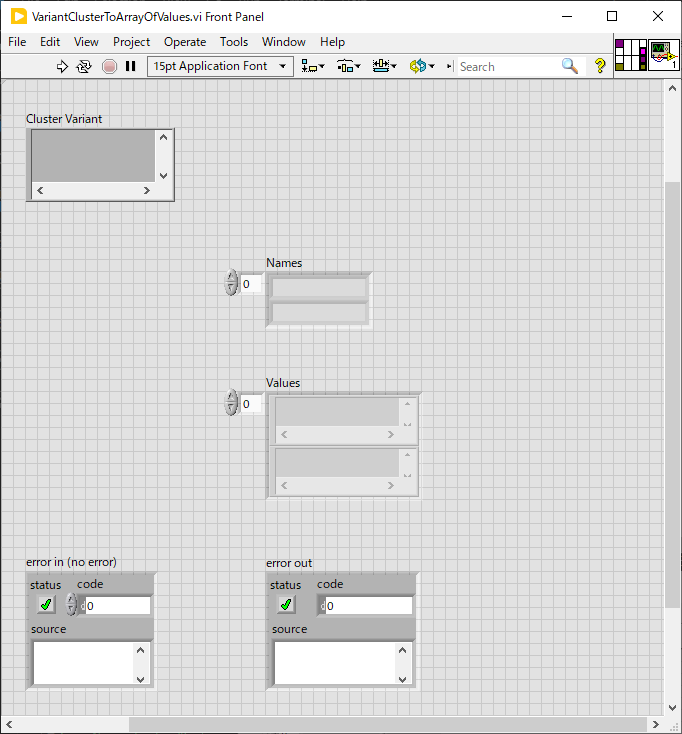 VariantClusterToArrayOfValues.vi Front Panel
File Edit View Project Operate Tools Window Help
15pt Application Font
Search
?
1
Cluster Variant
Names
0
Values
0
error in (no error)
status code
0
source
error out
status code
0
source